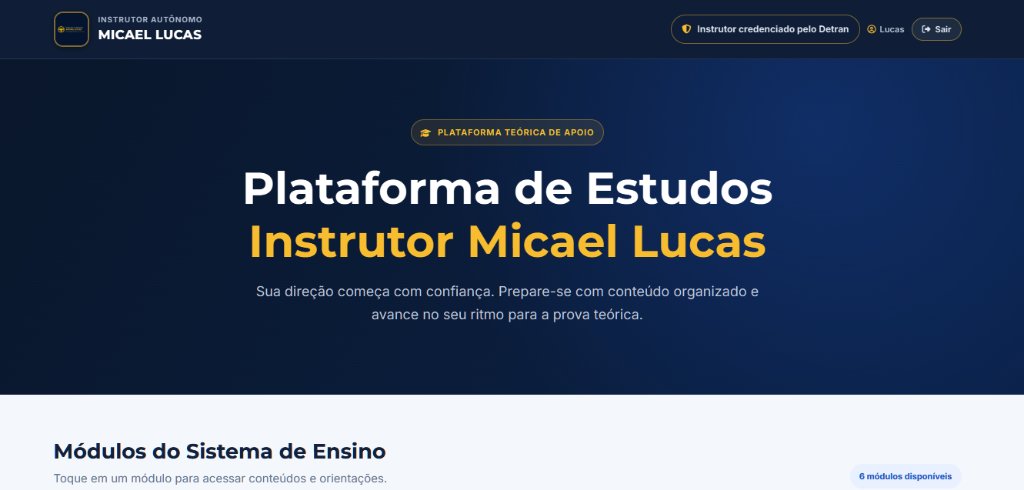 INSTRUTOR AUTÔNOMO
MICAEL LUCAS
Instrutor credenciado pelo Detran
Lucas
Sair
PLATAFORMA TEÓRICA DE APOIO
Plataforma de Estudos
Instrutor Micael Lucas
Sua direção começa com confiança. Prepare-se com conteúdo organizado e
avance no seu ritmo para a prova teórica.
Módulos do Sistema de Ensino
Toque em um módulo para acessar conteúdos e orientações.
6 módulos disponíveis